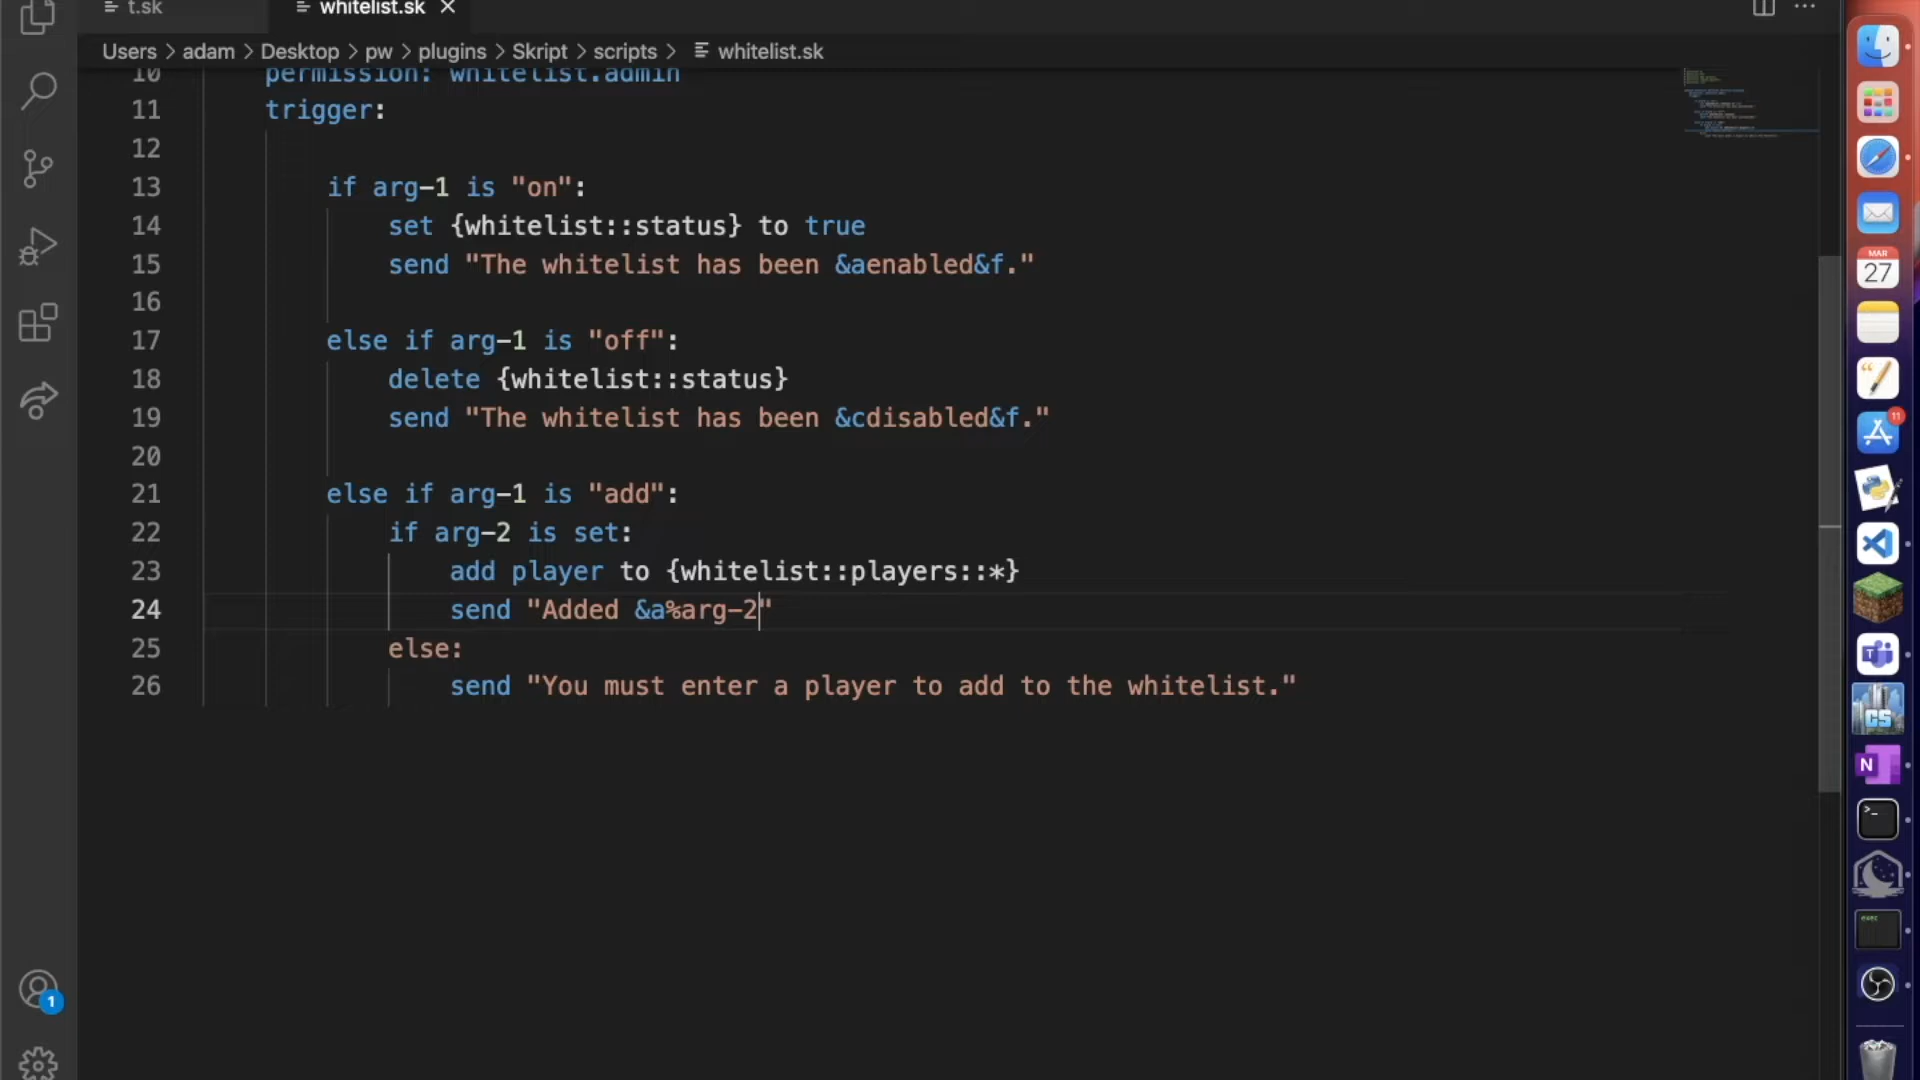 t.sk
whitelist.sk
Users > adam > Desktop > pw > plugins > Skript > scripts > whitelist.sk
10 permission: whitelist.admin
11 trigger:
12
13 if arg-1 is "on":
14 set {whitelist::status} to true
15 send "The whitelist has been &aenabled&f."
16
17 else if arg-1 is "off":
18 delete {whitelist::status}
19 send "The whitelist has been &cdisabled&f."
20
21 else if arg-1 is "add":
22 if arg-2 is set:
23 add player to {whitelist::players::*}
24 send "Added &a%arg-2"
25 else:
26 send "You must enter a player to add to the whitelist."
1
MAR
27
11
T
CS
N
>_
exec